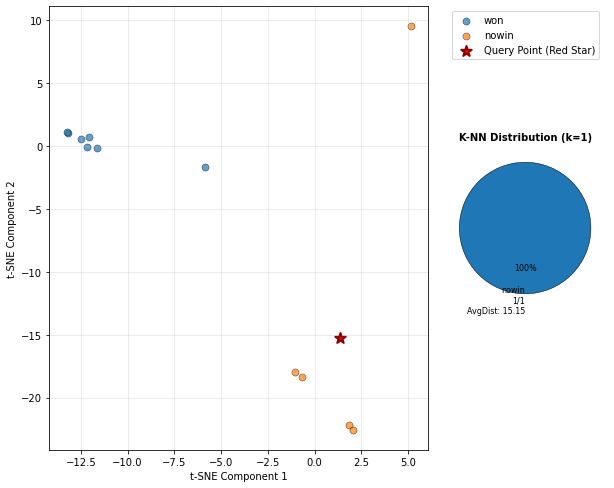 won
nowin
Query Point (Red Star)
K-NN Distribution (k=1)
100%
nowin
1/1
AvgDist: 15.15
t-SNE Component 2
10
5
0
−5
−10
−15
−20
−12.5 −10.0 −7.5 −5.0 −2.5 0.0 2.5 5.0
t-SNE Component 1